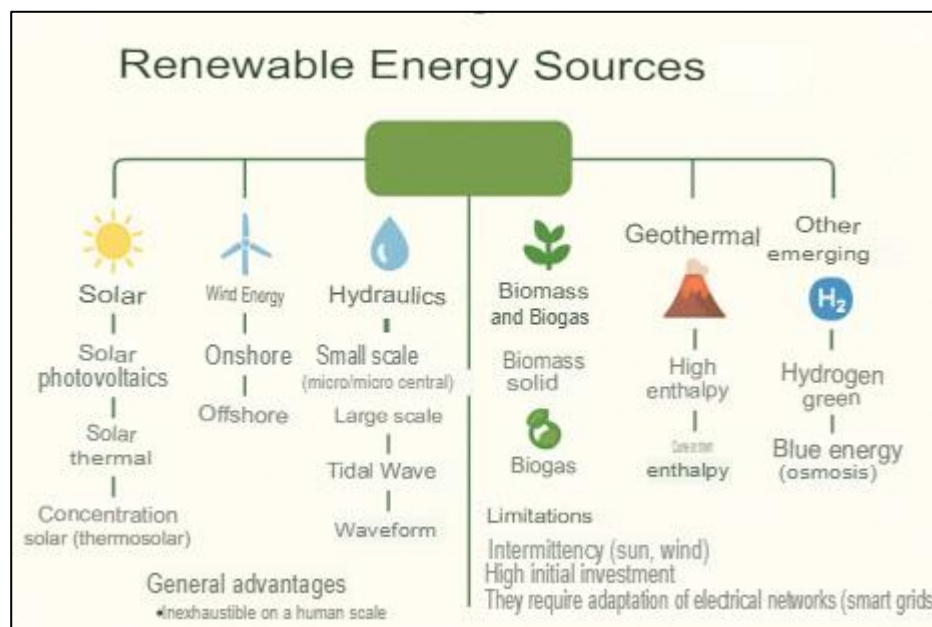 Renewable Energy Sources
Solar
Solar
photovoltaics
Solar
thermal
Concentration
solar (thermosolar)
Wind Energy
Onshore
Offshore
Hydraulics
Small scale
(micro/micro central)
Large scale
Tidal Wave
Waveform
Biomass
and Biogas
Biomass
solid
Biogas
Geothermal
High
enthalpy
enthalpy
Other
emerging
H₂
Hydrogen
green
Blue energy
(osmosis)
General advantages
•Inexhaustible on a human scale
Limitations
Intermittency (sun, wind)
High initial investment
They require adaptation of electrical networks (smart grids